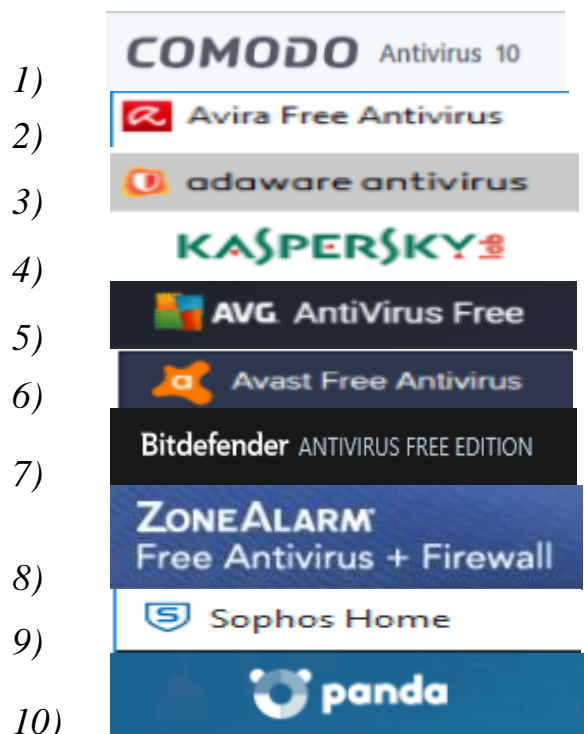 COMODO Antivirus 10
1)
Avira Free Antivirus
2)
adaware antivirus
3)
KASPERSKY lab
4)
AVG AntiVirus Free
5)
a Avast Free Antivirus
6)
Bitdefender ANTIVIRUS FREE EDITION
7)
ZONEALARM
Free Antivirus + Firewall
8)
S Sophos Home
9)
panda
10)